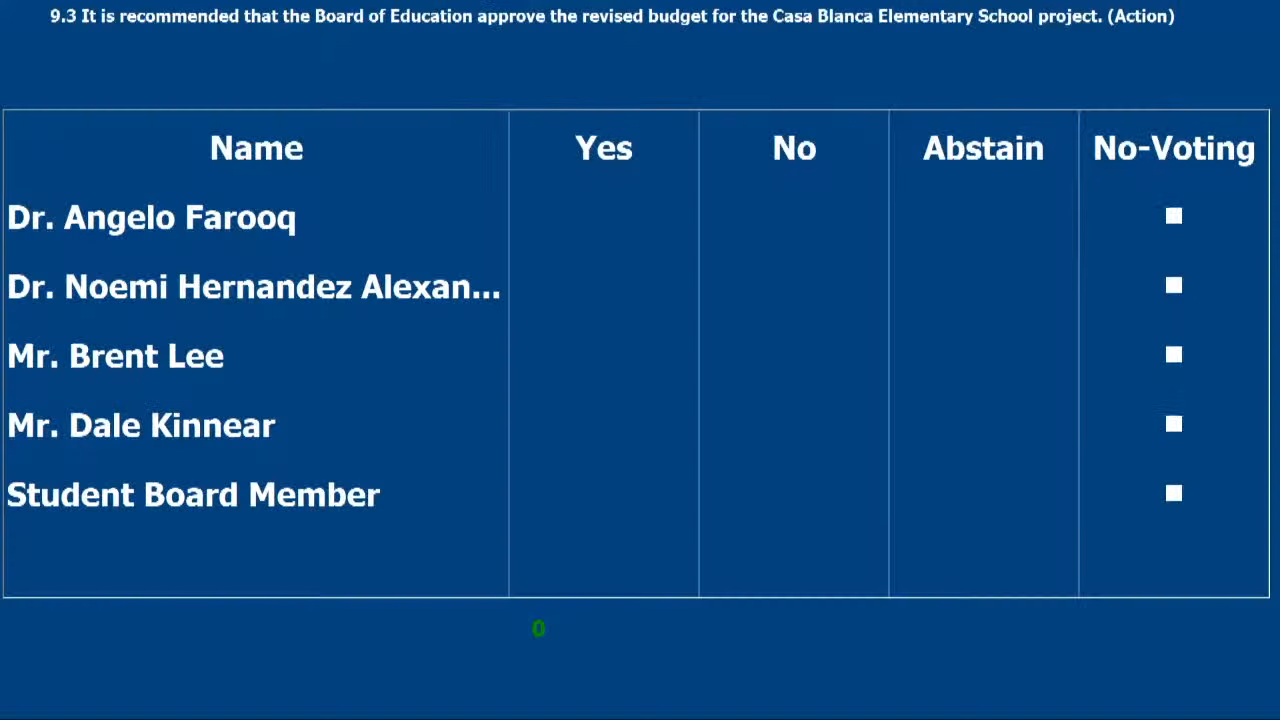 9.3 It is recommended that the Board of Education approve the revised budget for the Casa Blanca Elementary School project. (Action)
Name Yes No Abstain No-Voting
Dr. Angelo Farooq
Dr. Noemi Hernandez Alexan...
Mr. Brent Lee
Mr. Dale Kinnear
Student Board Member
0